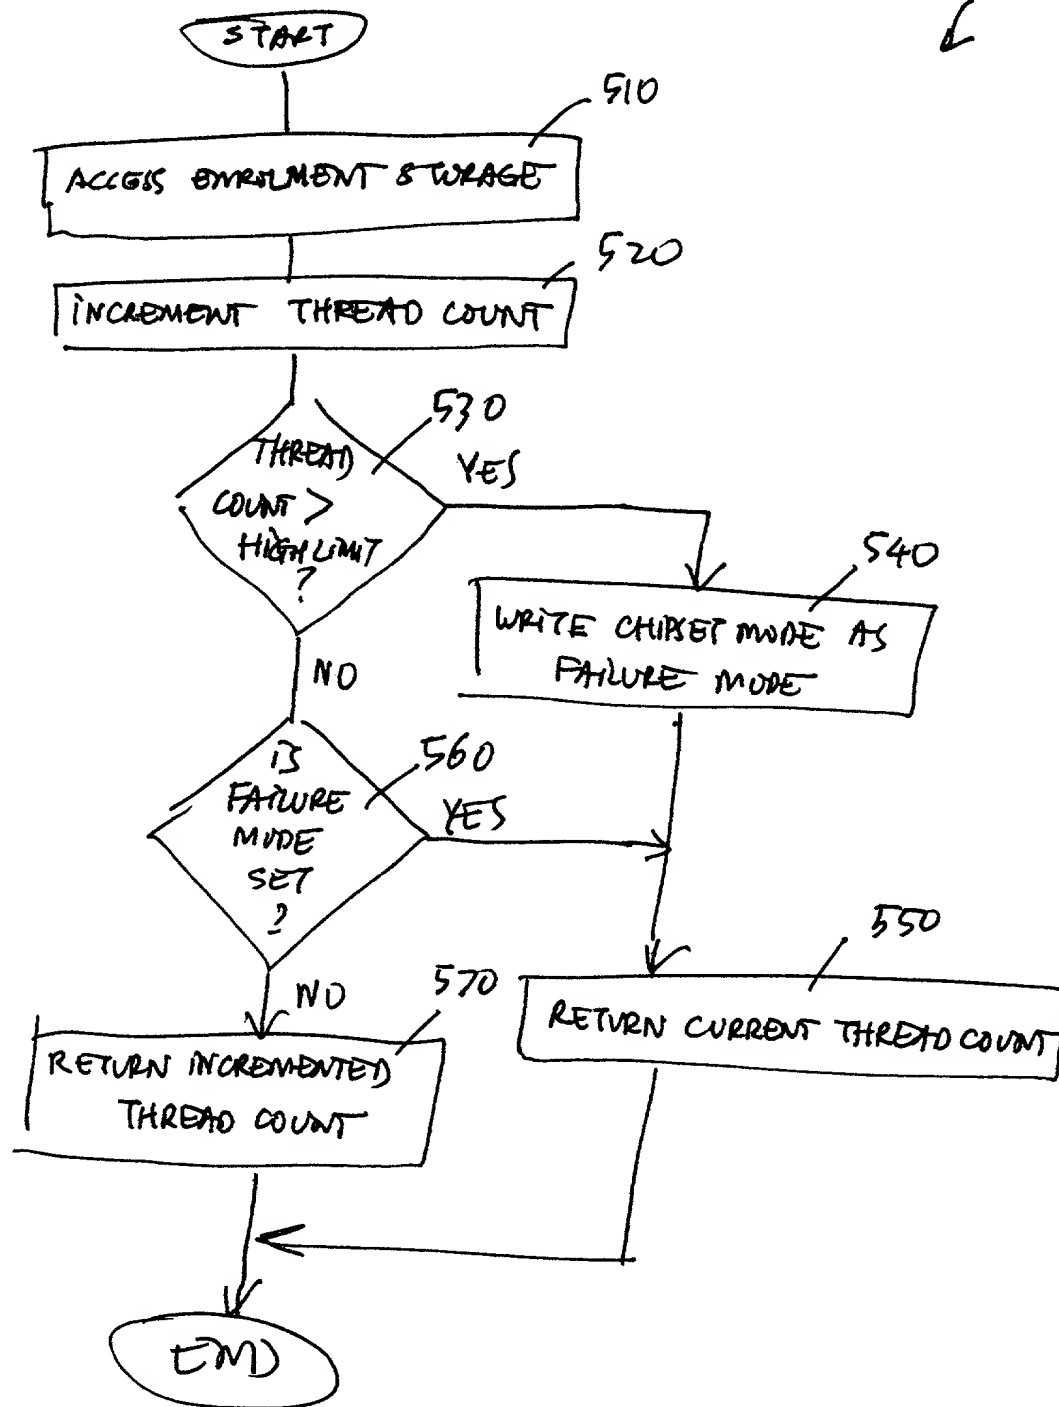 START
510
ACCESS ENROLMENT STORAGE
520
INCREMENT THREAD COUNT
530
THREAD
COUNT >
HIGH LIMIT
?
YES
540
WRITE CHIPSET MODE AS
FAILURE MODE
NO
560
IS
FAILURE
MODE
SET
?
YES
550
RETURN CURRENT THREAD COUNT
NO
570
RETURN INCREMENTED
THREAD COUNT
END